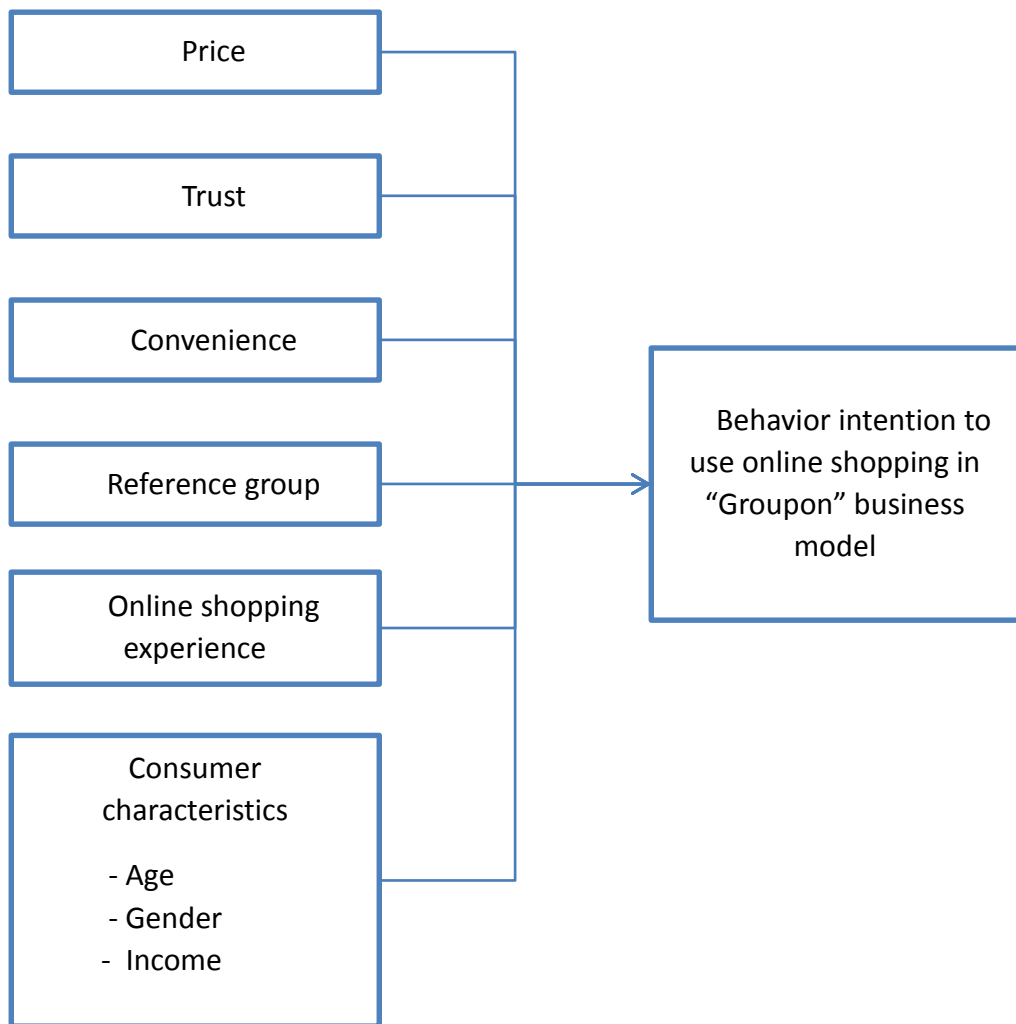 Price
Trust
Convenience
Reference group
Online shopping
experience
Consumer
characteristics
- Age
- Gender
- Income
Behavior intention to
use online shopping in
“Groupon” business
model